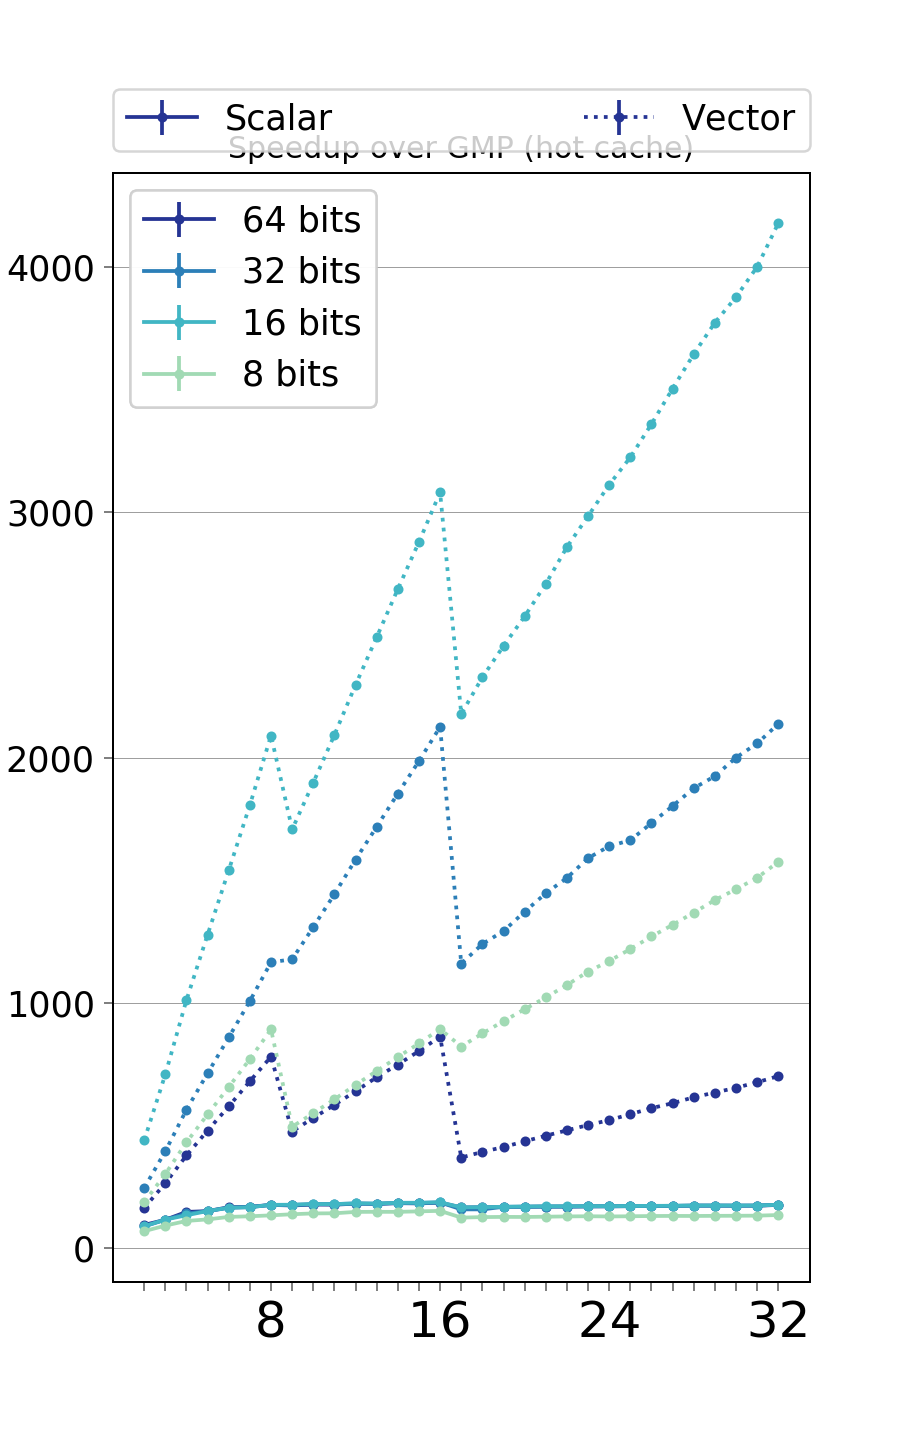 Scalar Vector
Speedup over GMP (hot cache)
64 bits
32 bits
16 bits
8 bits
4000
3000
2000
1000
0
8 16 24 32